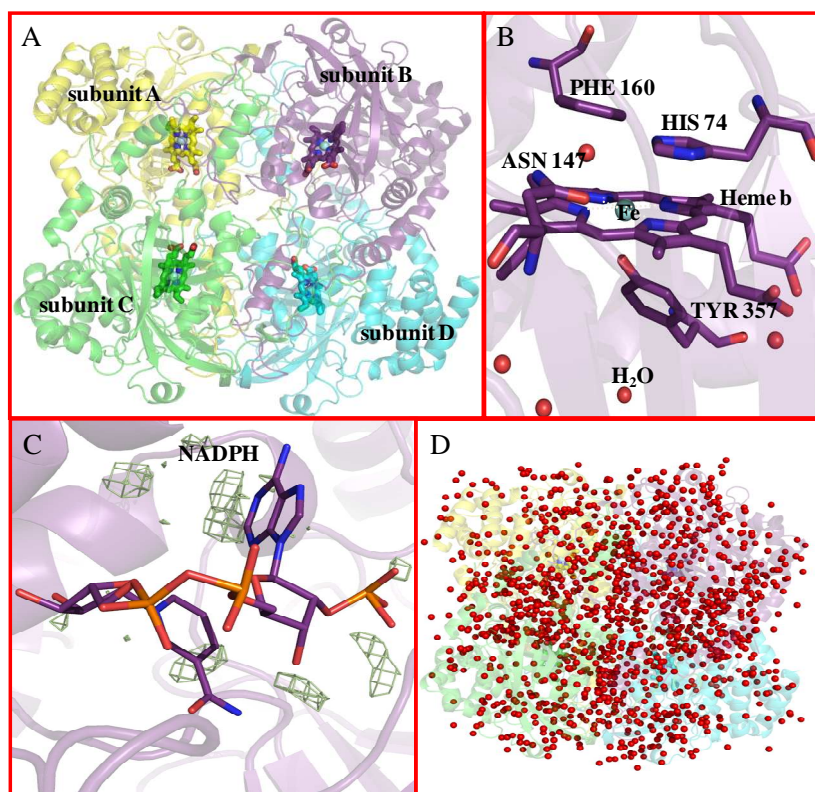 A
subunit A
subunit B
subunit C
subunit D
B
PHE 160
HIS 74
ASN 147
Fe
Heme b
TYR 357
H₂O
C
NADPH
D